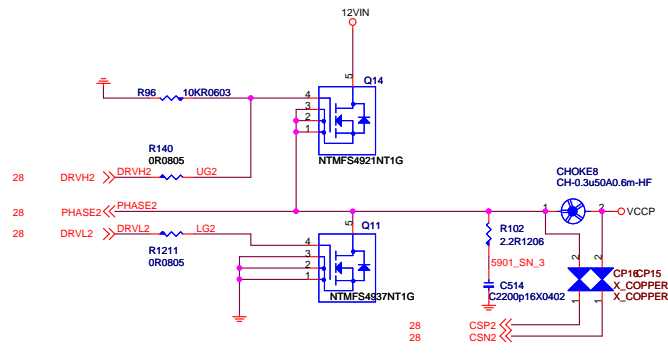 12VIN
R96 10KR0603
5 Q14
4
3
2
1
NTMFS4921NT1G
R140
0R0805
28 DRVH2 DRVH2 UG2
CHOKE8
CH-0.3u50A0.6m-HF
28 PHASE2 PHASE2
1 2 VCCP
28 DRVL2 DRVL2 LG2
5 Q11
R1211
0R0805
4
3
2
1
NTMFS4937NT1G
R102
2.2R1206
5901_SN_3
C514
C2200p16X0402
2 2
CP16CP15
X_COPPER
X_COPPER
1 1
28 CSP2
28 CSN2